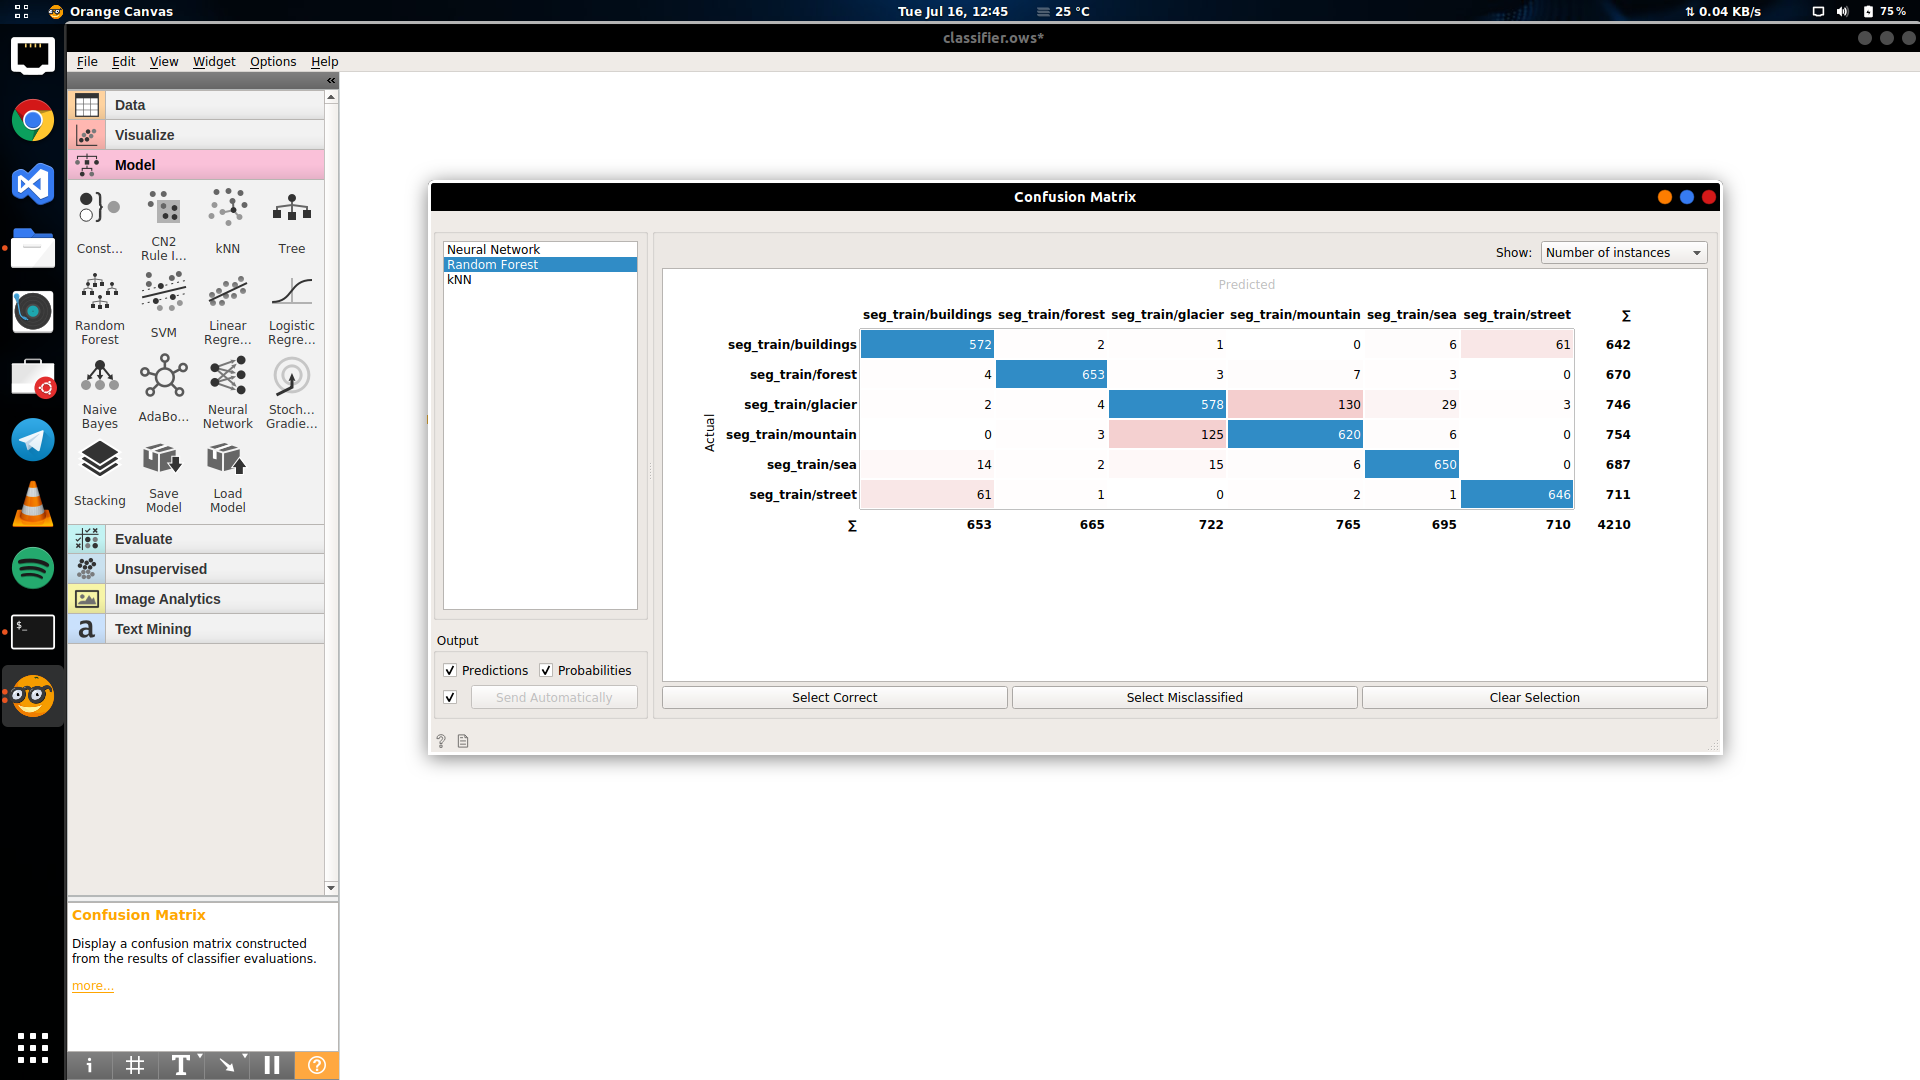 Orange Canvas
Tue Jul 16, 12:45
25 °C
0.04 KB/s
75 %
classifier.ows*
File Edit View Widget Options Help
Data
Visualize
Model
Const...
CN2 Rule I...
kNN
Tree
Random Forest
SVM
Linear Regre...
Logistic Regre...
Naive Bayes
AdaBo...
Neural Network
Stoch... Gradie...
Stacking
Save Model
Load Model
Evaluate
Unsupervised
Image Analytics
a Text Mining
Confusion Matrix
Display a confusion matrix constructed
from the results of classifier evaluations.
more...
Confusion Matrix
Neural Network
Random Forest
kNN
Output
Predictions Probabilities
Send Automatically
Show: Number of instances
Predicted
seg_train/buildings seg_train/forest seg_train/glacier seg_train/mountain seg_train/sea seg_train/street Σ
Actual
seg_train/buildings 572 2 1 0 6 61 642
seg_train/forest 4 653 3 7 3 0 670
seg_train/glacier 2 4 578 130 29 3 746
seg_train/mountain 0 3 125 620 6 0 754
seg_train/sea 14 2 15 6 650 0 687
seg_train/street 61 1 0 2 1 646 711
Σ 653 665 722 765 695 710 4210
Select Correct
Select Misclassified
Clear Selection